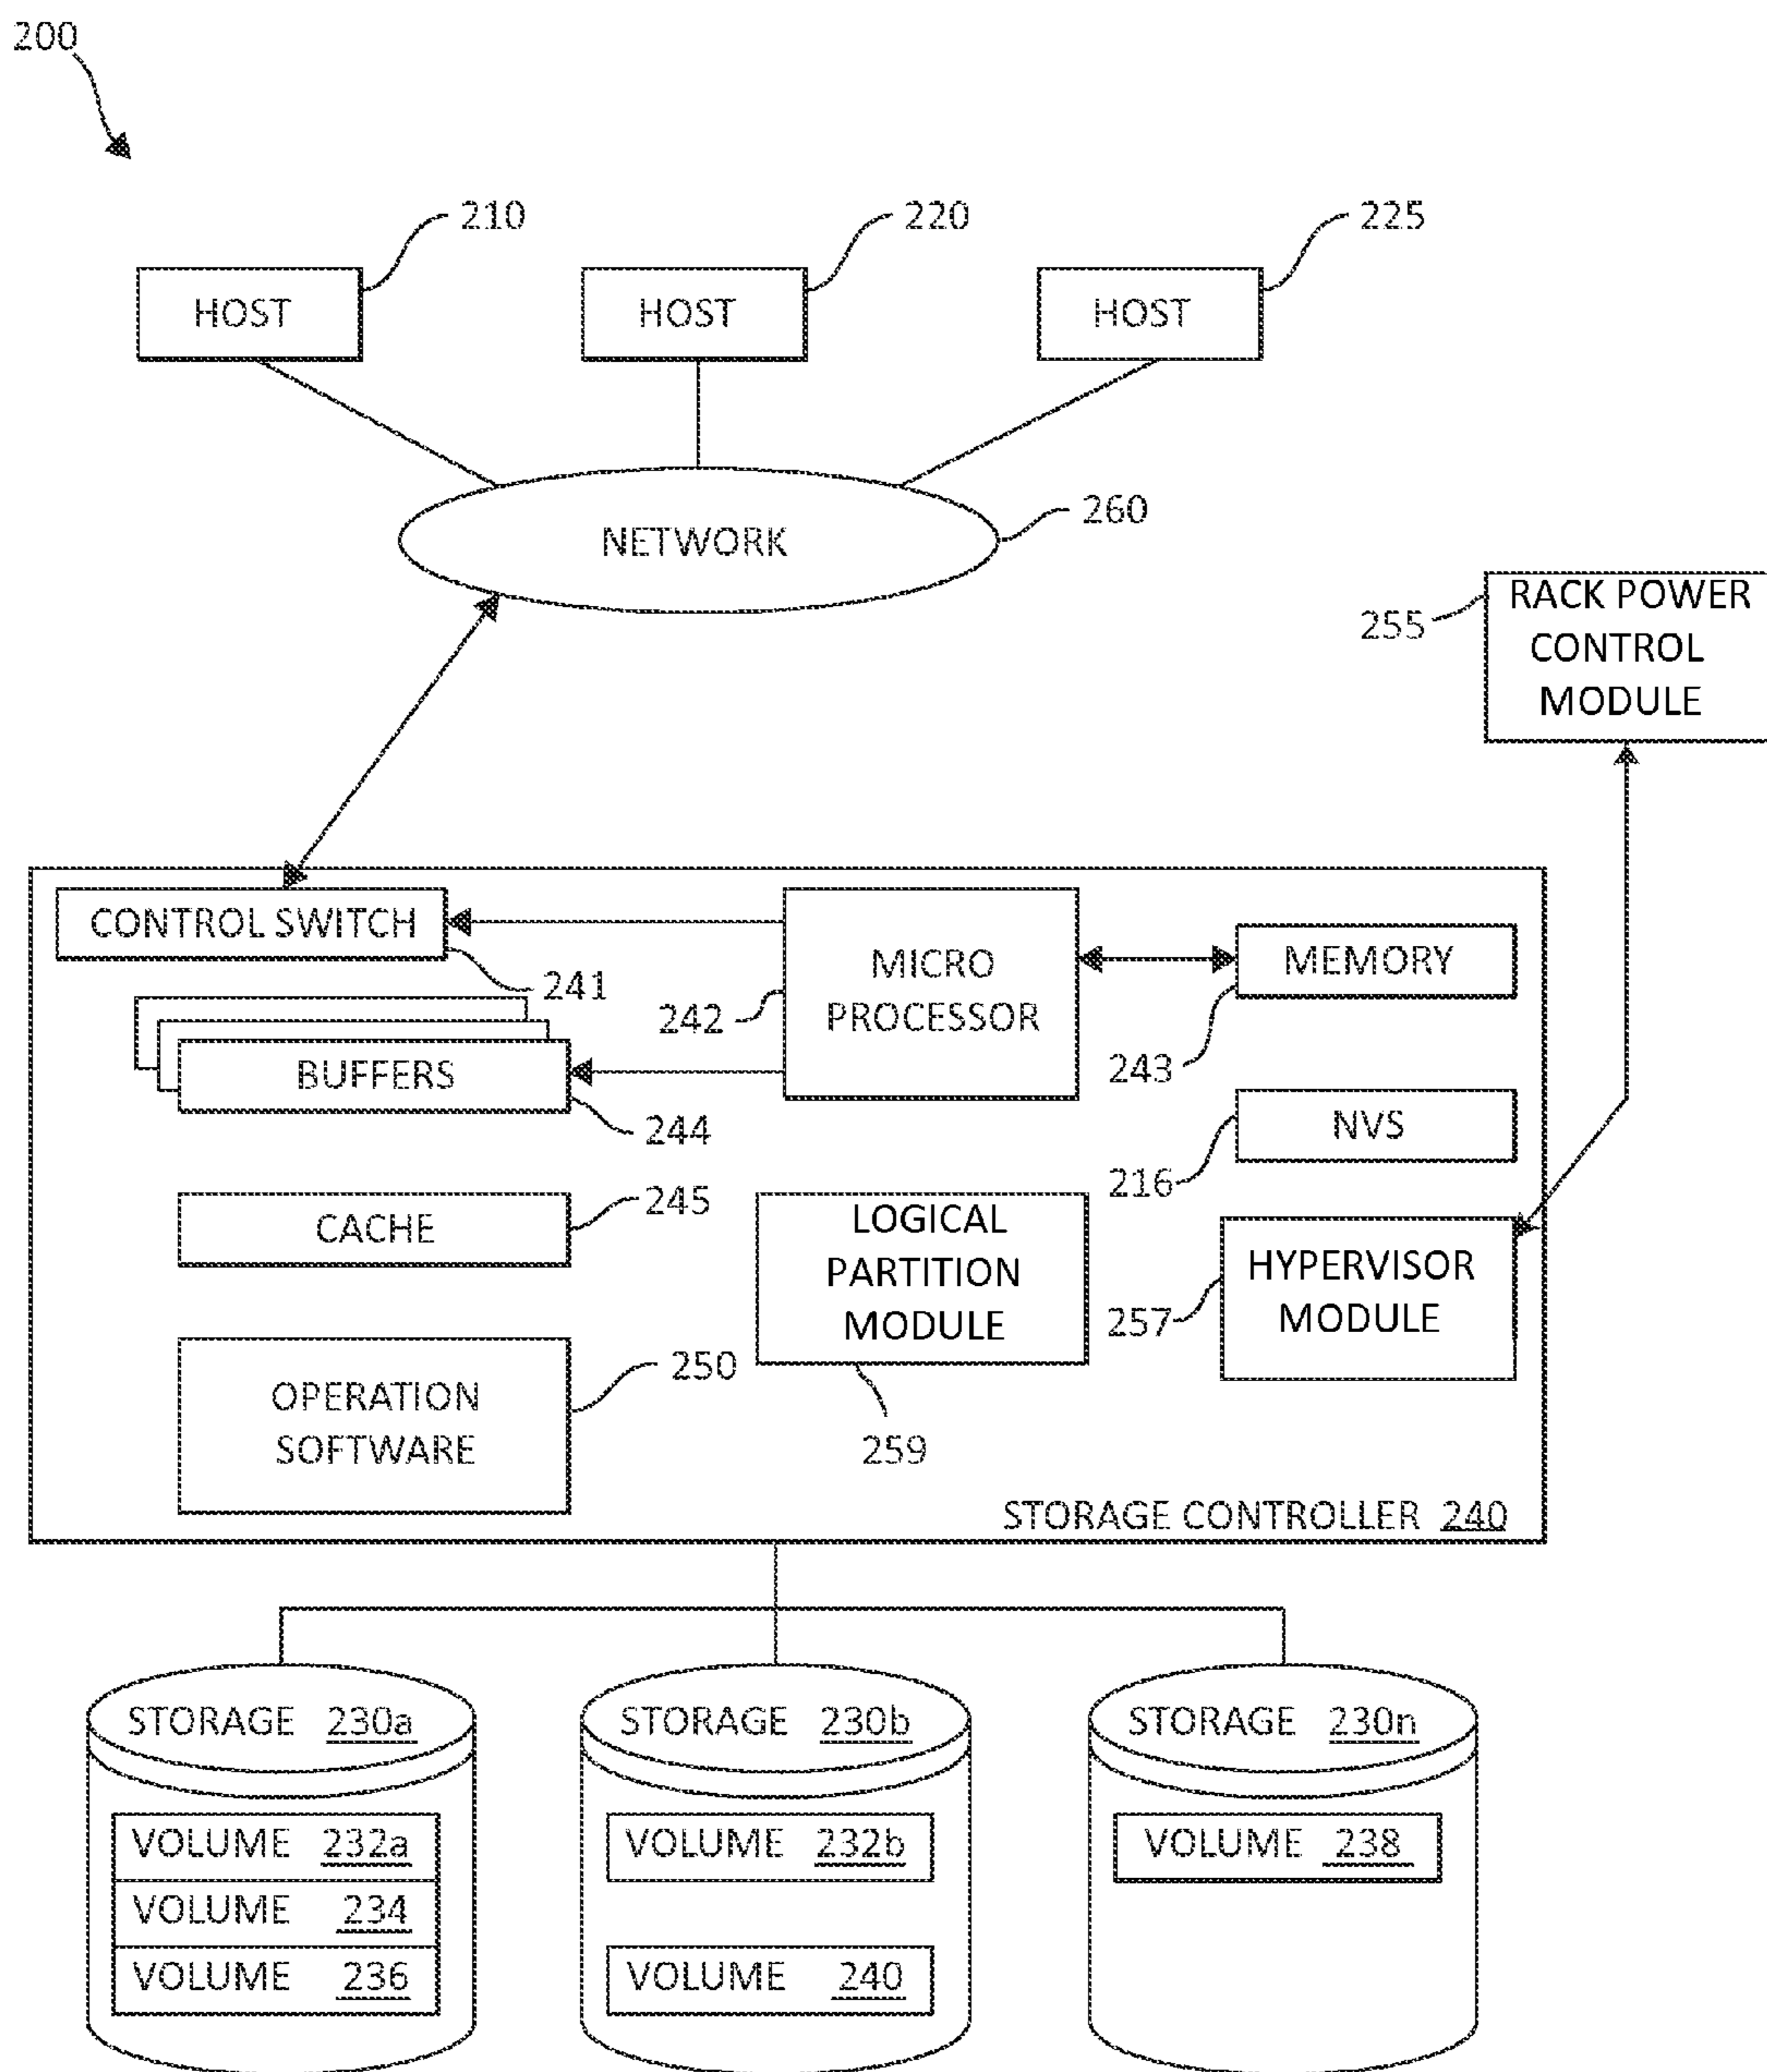 200
210
220
225
HOST
HOST
HOST
260
NETWORK
255
RACK POWER
CONTROL
MODULE
CONTROL SWITCH
241
MICRO
PROCESSOR
242
MEMORY
243
BUFFERS
244
NVS
216
CACHE
245
LOGICAL
PARTITION
MODULE
259
HYPERVISOR
MODULE
257
OPERATION
SOFTWARE
250
STORAGE CONTROLLER 240
STORAGE 230a
VOLUME 232a
VOLUME 234
VOLUME 236
STORAGE 230b
VOLUME 232b
VOLUME 240
STORAGE 230n
VOLUME 238